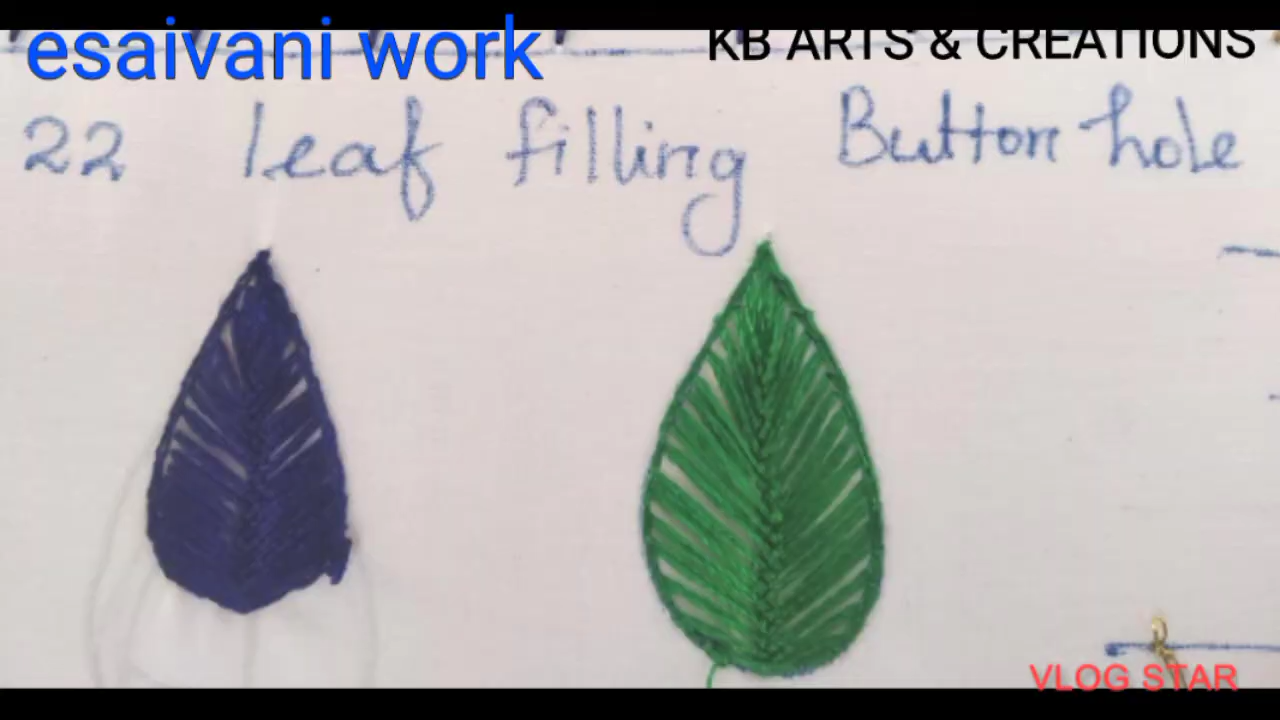 esaivani work KB ARTS & CREATIONS
22 leaf filling Button hole
VLOG STAR